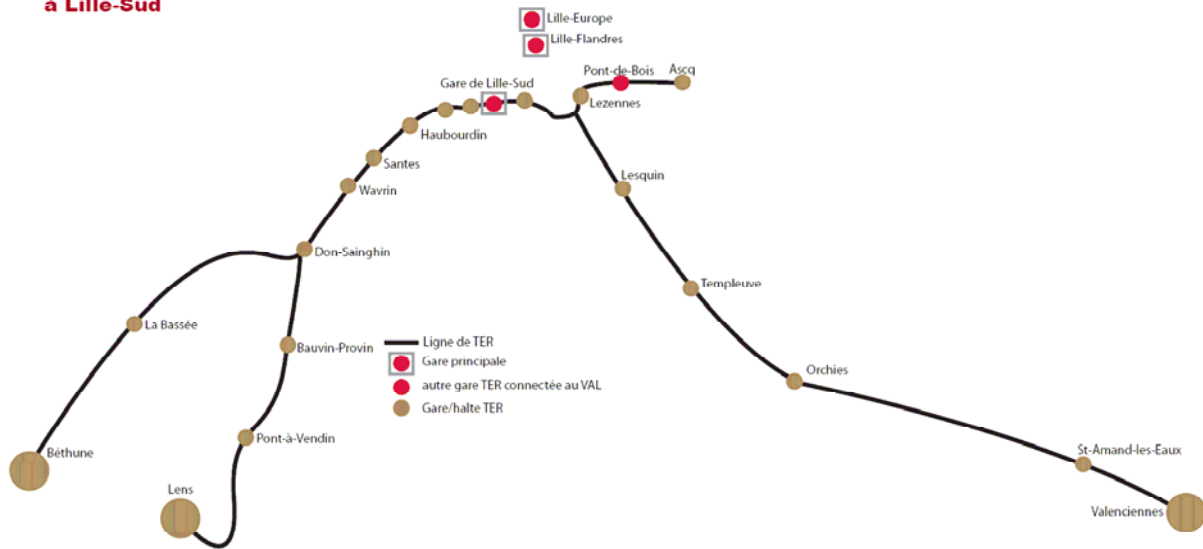 à Lille-Sud
Lille-Europe
Lille-Flandres
Pont-de-Bois
Ascq
Gare de Lille-Sud
Lezennes
Haubourdin
Santes
Lesquin
Wavrin
Don-Sainghin
Templeuve
La Bassée
Ligne de TER
Bauvin-Provin
Gare principale
Orchies
autre gare TER connectée au VAL
Gare/halte TER
Pont-à-Vendin
Béthune
St-Amand-les-Eaux
Lens
Valenciennes